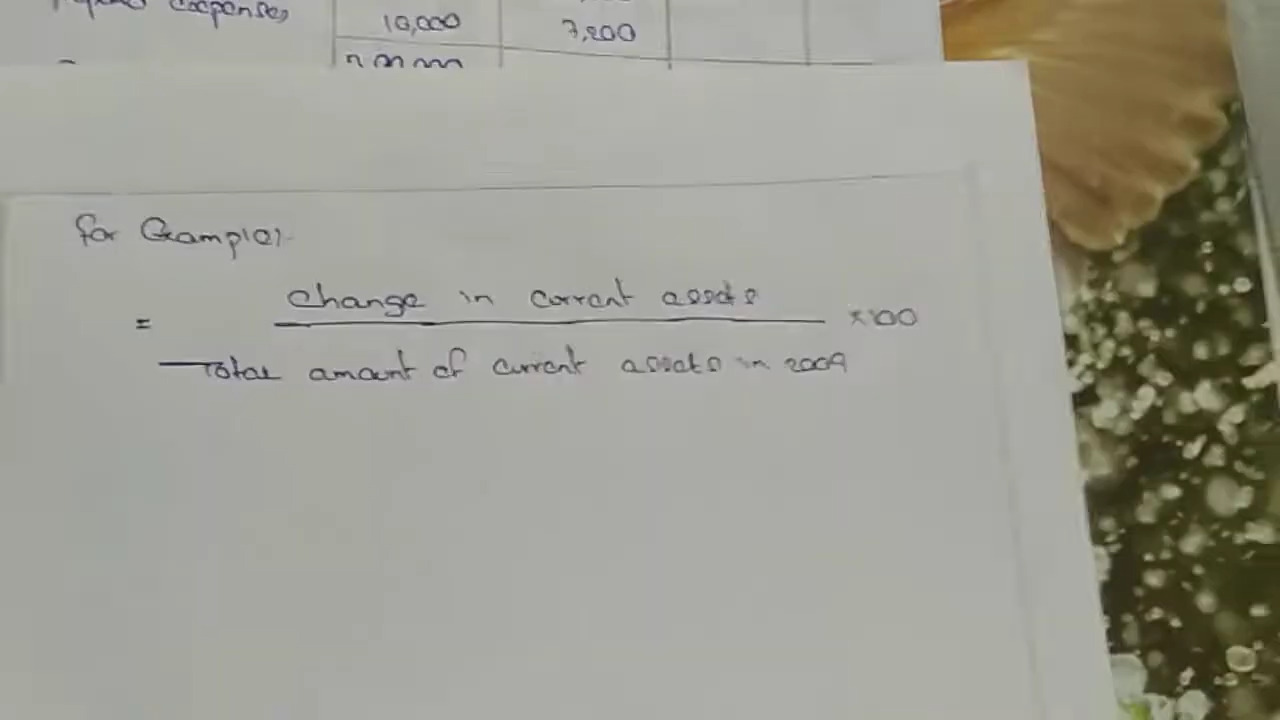 expenses 10,000 7,200
for Example:-
= Change in current assets ×100
Total amount of current assets in 2009